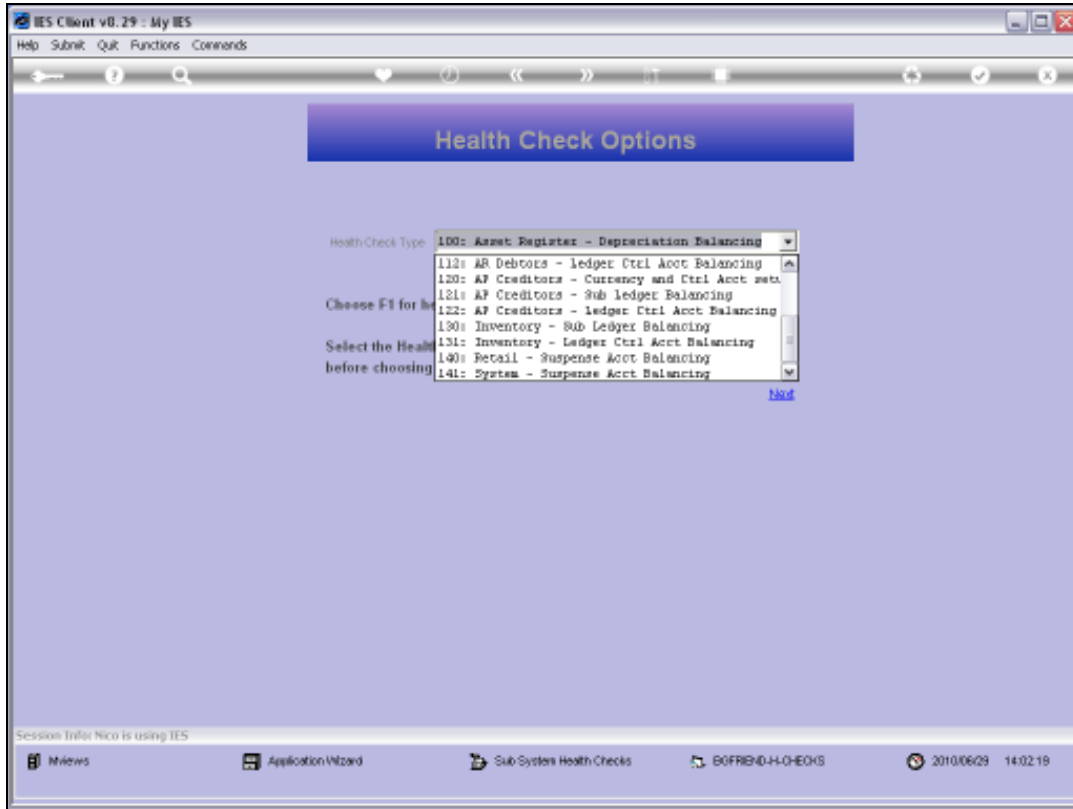 IES Client v8.29 : My IES
Help Submit Quit Functions Commands
Health Check Options
Health Check Type 100: Asset Register - Depreciation Balancing
112: AR Debtors - Ledger Ctrl Acct Balancing
120: AP Creditors - Currency and Ctrl Acct setu
121: AP Creditors - Sub Ledger Balancing
Choose F1 for he
122: AP Creditors - Ledger Ctrl Acct Balancing
130: Inventory - Sub Ledger Balancing
Select the Healt
131: Inventory - Ledger Ctrl Acct Balancing
140: Retail - Suspense Acct Balancing
before choosing
141: System - Suspense Acct Balancing
Next
Session Info: Nico is using IES
Mviews Application Wizard Sub System Health Checks BGFRIEND-H-CHECKS 2010/06/29 14:02:19